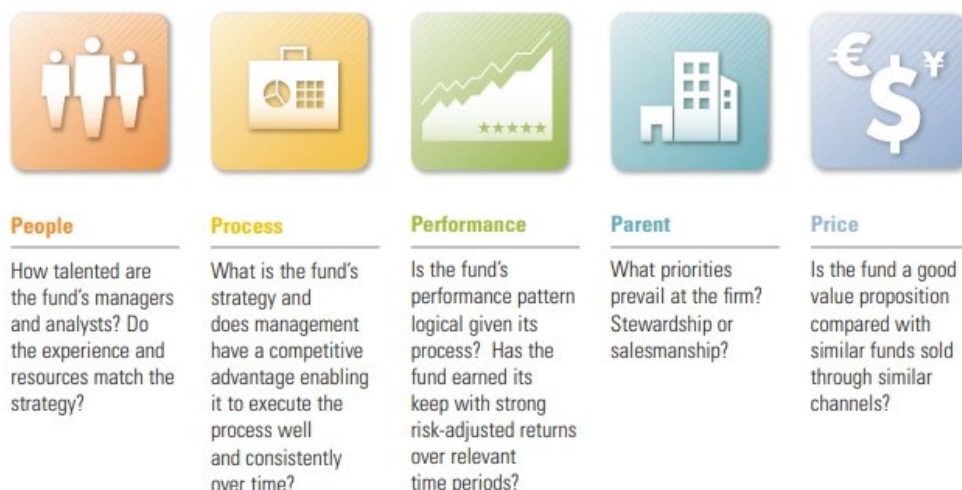 €
$
¥
★★★★★
People
How talented are
the fund's managers
and analysts? Do
the experience and
resources match the
strategy?
Process
What is the fund's
strategy and
does management
have a competitive
advantage enabling
it to execute the
process well
and consistently
over time?
Performance
Is the fund's
performance pattern
logical given its
process?  Has the
fund earned its
keep with strong
risk-adjusted returns
over relevant
time periods?
Parent
What priorities
prevail at the firm?
Stewardship or
salesmanship?
Price
Is the fund a good
value proposition
compared with
similar funds sold
through similar
channels?